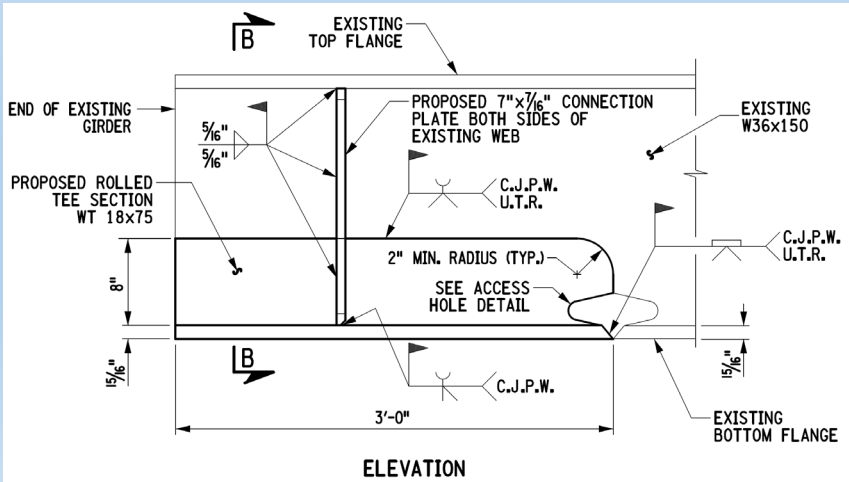 B
EXISTING
TOP FLANGE
END OF EXISTING
GIRDER
5/16"
5/16"
PROPOSED 7"x7/16" CONNECTION
PLATE BOTH SIDES OF
EXISTING WEB
EXISTING
W36x150
PROPOSED ROLLED
TEE SECTION
WT 18x75
C.J.P.W.
U.T.R.
C.J.P.W.
U.T.R.
2" MIN. RADIUS (TYP.)
8"
SEE ACCESS
HOLE DETAIL
15/16"
B
15/16"
C.J.P.W.
3'-0"
EXISTING
BOTTOM FLANGE
ELEVATION